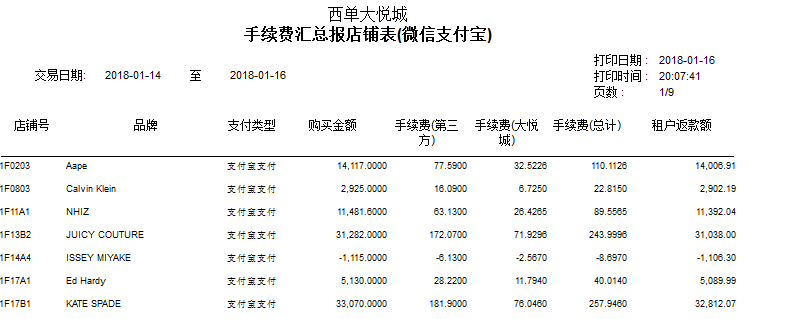 西单大悦城
手续费汇总报店铺表(微信支付宝)
打印日期： 2018-01-16
交易日期: 2018-01-14 至 2018-01-16 打印时间： 20:07:41
页数： 1/9
店铺号 品牌 支付类型 购买金额 手续费(第三方) 手续费(大悦城) 手续费(总计) 租户返款额
1F0203 Aape 支付宝支付 14,117.0000 77.5900 32.5226 110.1126 14,006.91
1F0803 Calvin Klein 支付宝支付 2,925.0000 16.0900 6.7250 22.8150 2,902.19
1F11A1 NHIZ 支付宝支付 11,481.6000 63.1300 26.4265 89.5565 11,392.04
1F13B2 JUICY COUTURE 支付宝支付 31,282.0000 172.0700 71.9296 243.9996 31,038.00
1F14A4 ISSEY MIYAKE 支付宝支付 -1,115.0000 -6.1300 -2.5670 -8.6970 -1,106.30
1F17A1 Ed Hardy 支付宝支付 5,130.0000 28.2200 11.7940 40.0140 5,089.99
1F17B1 KATE SPADE 支付宝支付 33,070.0000 181.9000 76.0460 257.9460 32,812.07